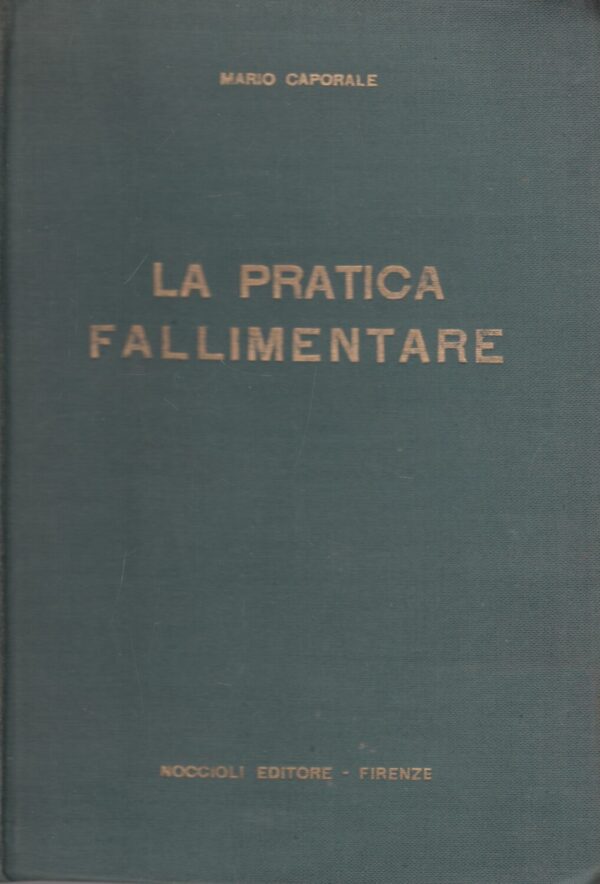 MARIO CAPORALE
LA PRATICA
FALLIMENTARE
NOCCIOLI EDITORE - FIRENZE